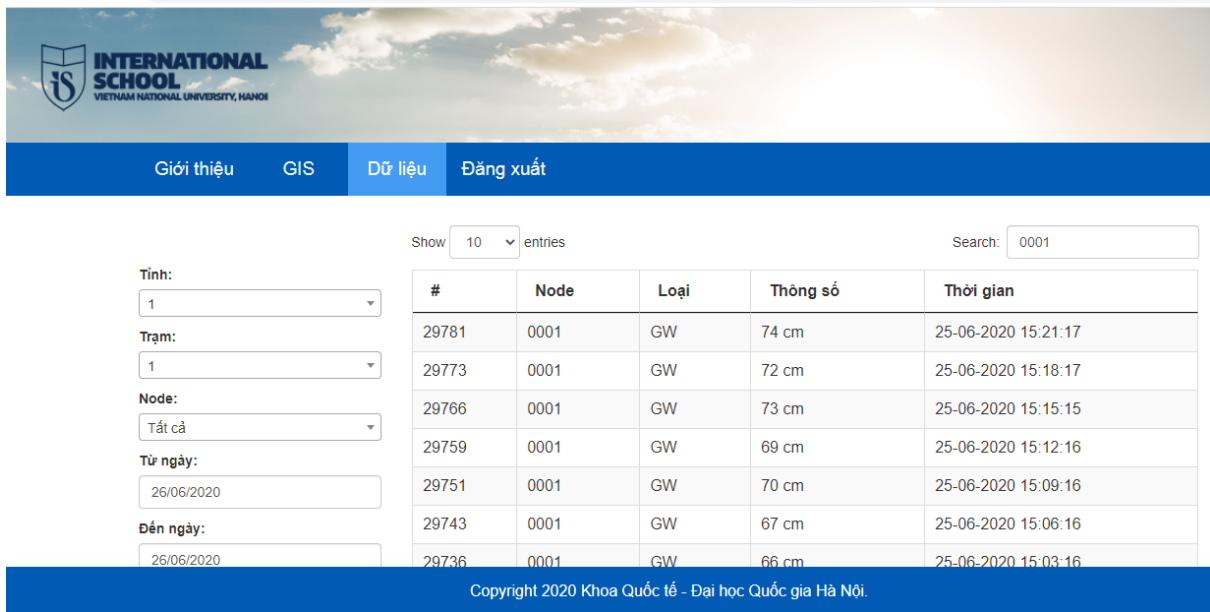 INTERNATIONAL
SCHOOL
VIETNAM NATIONAL UNIVERSITY, HANOI
iS
Giới thiệu GIS Dữ liệu Đăng xuất
Show 10 entries Search: 0001
Tỉnh:
1
Trạm:
1
Node:
Tất cả
Từ ngày:
26/06/2020
Đến ngày:
26/06/2020
# Node Loại Thông số Thời gian
29781 0001 GW 74 cm 25-06-2020 15:21:17
29773 0001 GW 72 cm 25-06-2020 15:18:17
29766 0001 GW 73 cm 25-06-2020 15:15:15
29759 0001 GW 69 cm 25-06-2020 15:12:16
29751 0001 GW 70 cm 25-06-2020 15:09:16
29743 0001 GW 67 cm 25-06-2020 15:06:16
29736 0001 GW 66 cm 25-06-2020 15:03:16
Copyright 2020 Khoa Quốc tế - Đại học Quốc gia Hà Nội.